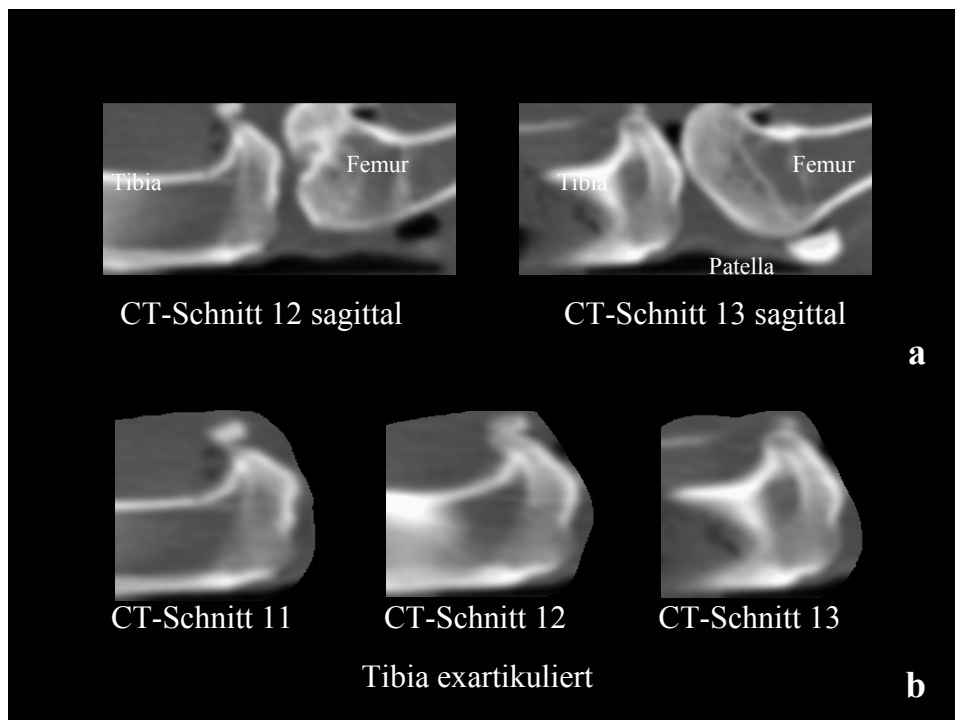 Tibia Femur Tibia Femur
Patella
CT-Schnitt 12 sagittal CT-Schnitt 13 sagittal
a
CT-Schnitt 11 CT-Schnitt 12 CT-Schnitt 13
Tibia exartikuliert
b